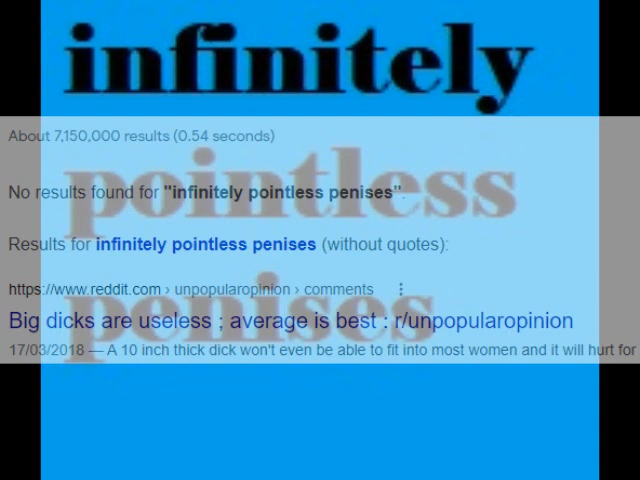 infinitely
About 7,150,000 results (0.54 seconds)
pointless
No results found for "infinitely pointless penises".
Results for infinitely pointless penises (without quotes):
https://www.reddit.com › unpopularopinion › comments
penises
Big dicks are useless ; average is best : r/unpopularopinion
17/03/2018 — A 10 inch thick dick won't even be able to fit into most women and it will hurt for